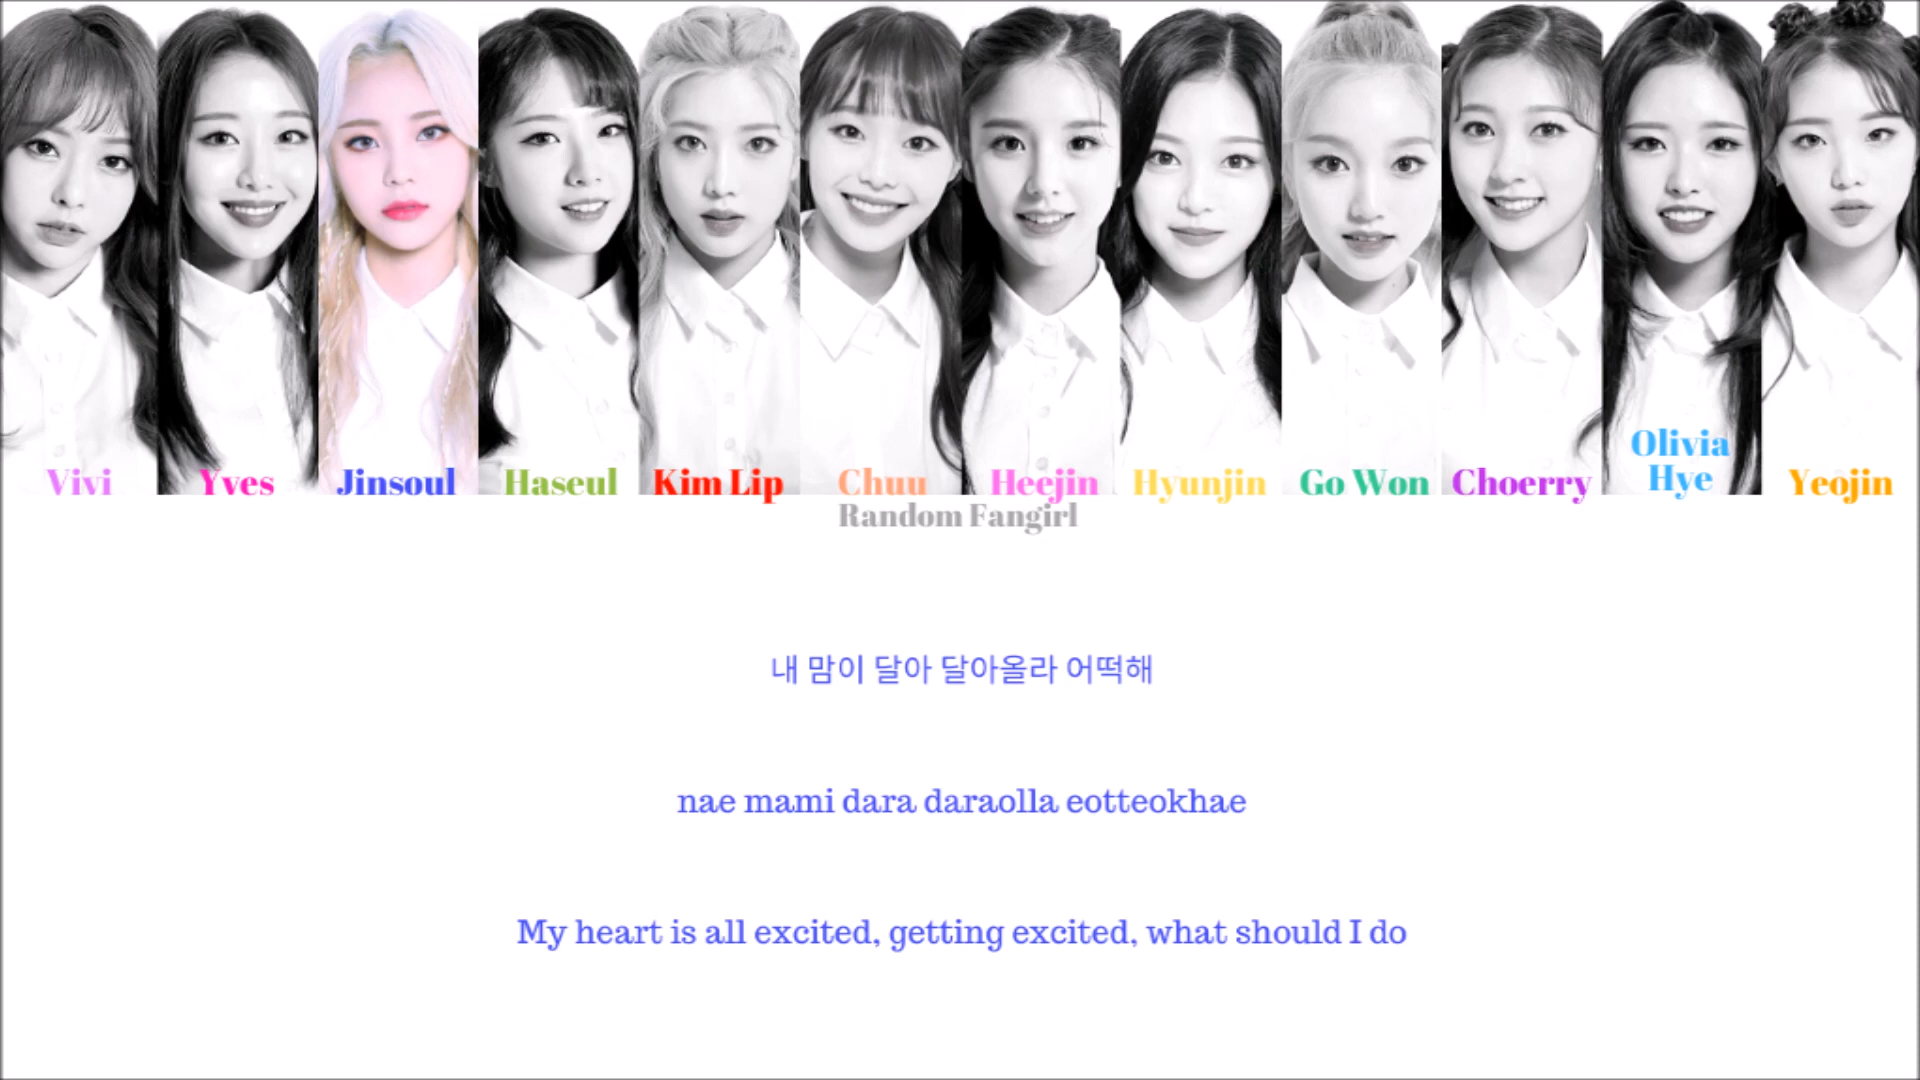 Vivi Yves Jinsoul Haseul Kim Lip Chuu Heejin Hyunjin Go Won Choerry Olivia Hye Yeojin
Random Fangirl
내 맘이 달아 달아올라 어떡해
nae mami dara daraolla eotteokhae
My heart is all excited, getting excited, what should I do